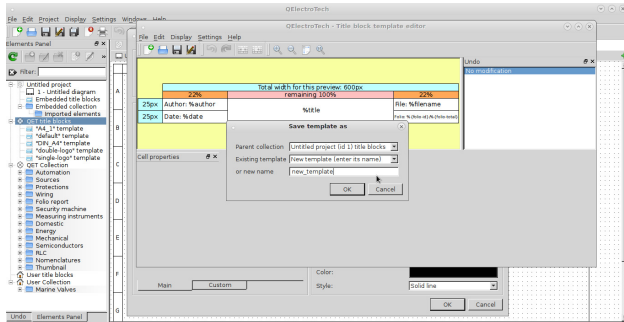 QElectroTech
File Edit Project Display Settings Windows Help
Elements Panel
Filter:
Untitled project
1 - Untitled diagram
Embedded title blocks
Embedded collection
Imported elements
QET title blocks
"A4_1" template
"default" template
"DIN_A4" template
"double-logo" template
"single-logo" template
QET Collection
Automation
Sources
Protections
Wiring
Folio report
Security machine
Measuring instruments
Domestic
Energy
Mechanical
Semiconductors
RLC
Nomenclatures
Thumbnail
User title blocks
User Collection
Marine Valves
Undo
Elements Panel
A
B
C
D
E
F
G
QElectroTech - Title block template editor
File Edit Display Settings Help
Total width for this preview: 600px
22% remaining 100% 22%
25px Author: %author %title File: %filename
25px Date: %date Folio: % {folio-id} /% {folio-total}
Undo
No modification
Cell properties
Save template as
Parent collection Untitled project (id 1) title blocks
Existing template New template (enter its name)
or new name new_template
OK Cancel
Color:
Style: Solid line
Main Custom
OK Cancel